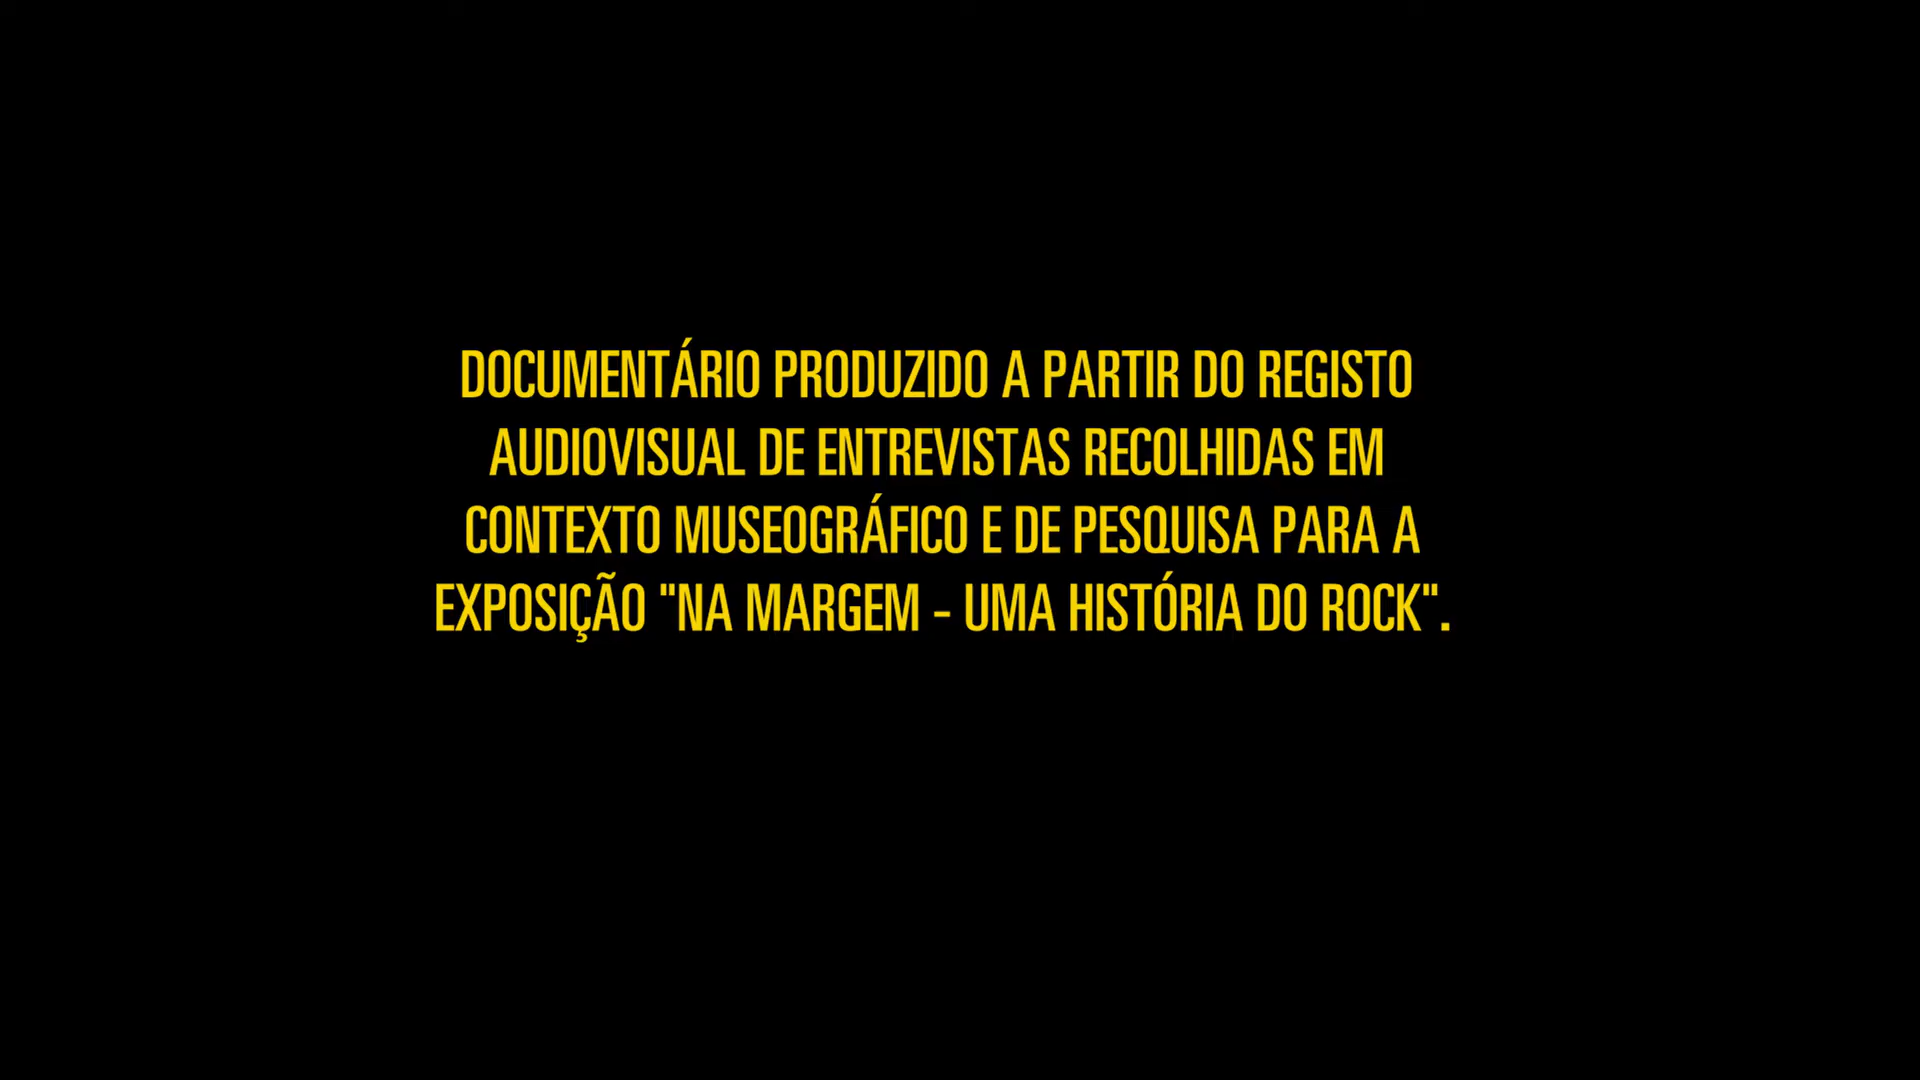 DOCUMENTÁRIO PRODUZIDO A PARTIR DO REGISTO
AUDIOVISUAL DE ENTREVISTAS RECOLHIDAS EM
CONTEXTO MUSEOGRÁFICO E DE PESQUISA PARA A
EXPOSIÇÃO "NA MARGEM - UMA HISTÓRIA DO ROCK".